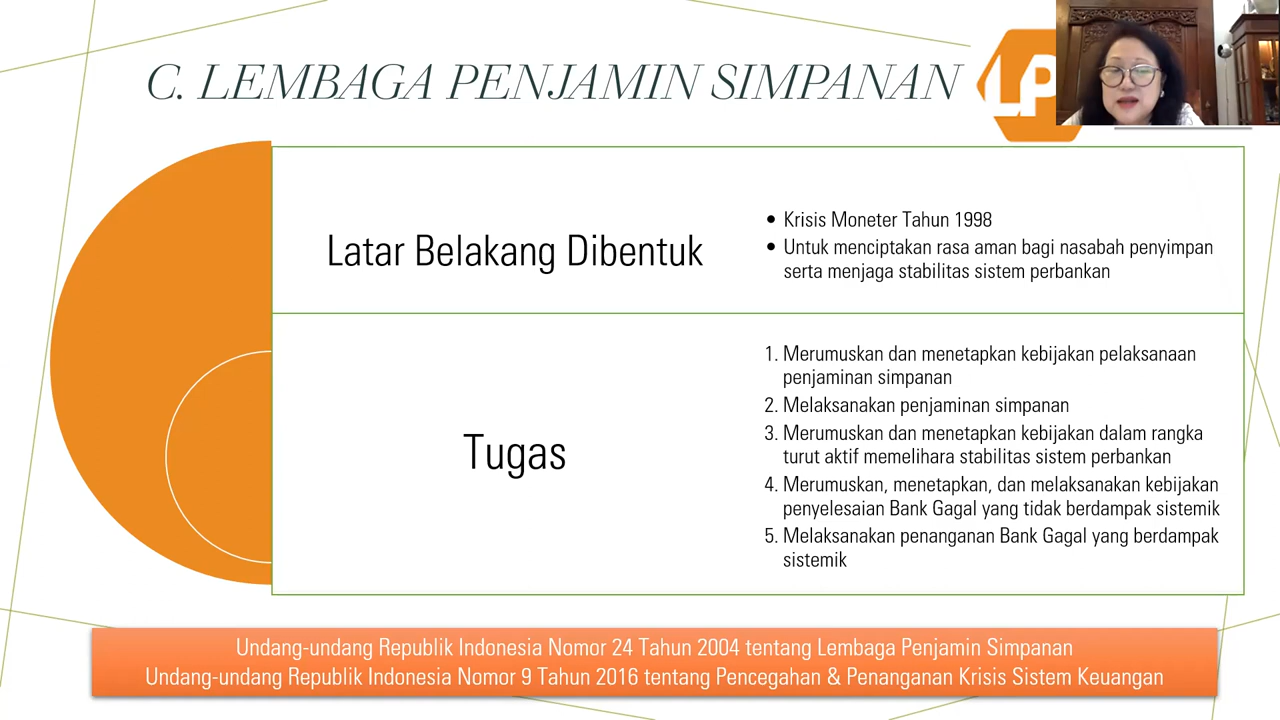 C. LEMBAGA PENJAMIN SIMPANAN
LP
Latar Belakang Dibentuk
• Krisis Moneter Tahun 1998
• Untuk menciptakan rasa aman bagi nasabah penyimpan
serta menjaga stabilitas sistem perbankan
Tugas
1. Merumuskan dan menetapkan kebijakan pelaksanaan
penjaminan simpanan
2. Melaksanakan penjaminan simpanan
3. Merumuskan dan menetapkan kebijakan dalam rangka
turut aktif memelihara stabilitas sistem perbankan
4. Merumuskan, menetapkan, dan melaksanakan kebijakan
penyelesaian Bank Gagal yang tidak berdampak sistemik
5. Melaksanakan penanganan Bank Gagal yang berdampak
sistemik
Undang-undang Republik Indonesia Nomor 24 Tahun 2004 tentang Lembaga Penjamin Simpanan
Undang-undang Republik Indonesia Nomor 9 Tahun 2016 tentang Pencegahan & Penanganan Krisis Sistem Keuangan